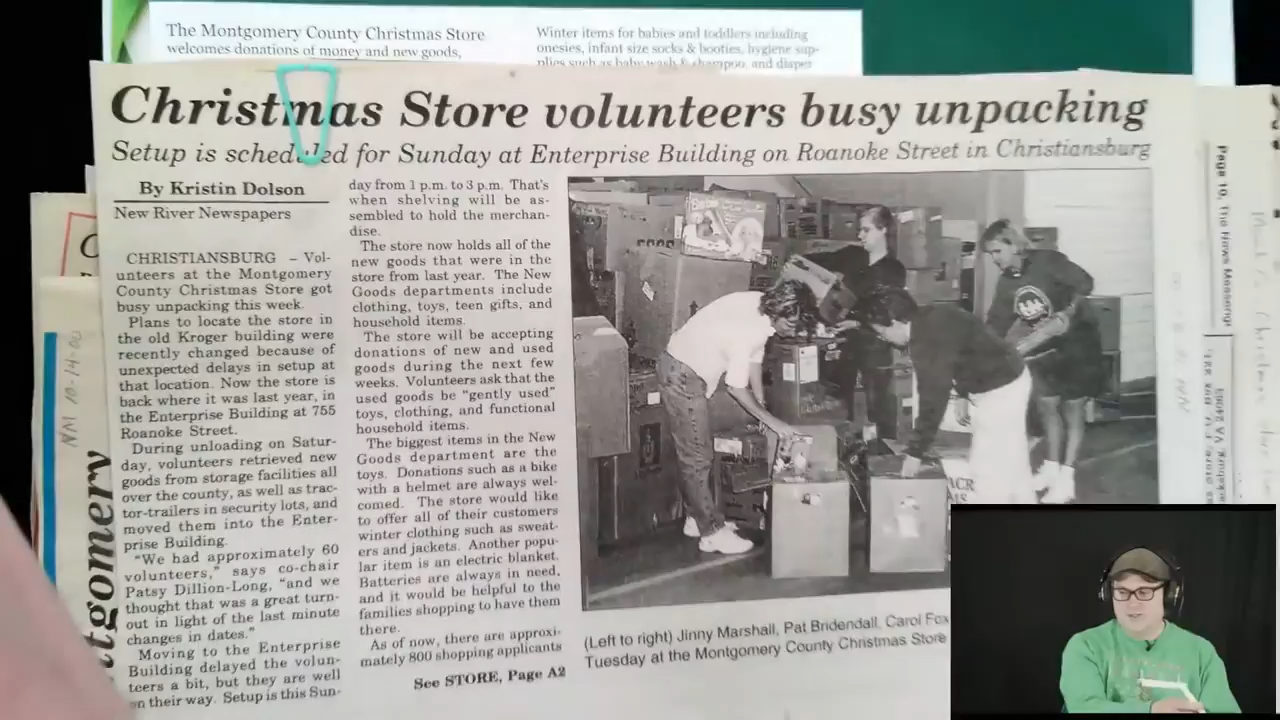 The Montgomery County Christmas Store
welcomes donations of money and new goods,
Winter items for babies and toddlers including
onesies, infant size socks & booties, hygiene sup-
plies such as baby wash & shampoo, and diaper
Christmas Store volunteers busy unpacking
Setup is scheduled for Sunday at Enterprise Building on Roanoke Street in Christiansburg
By Kristin Dolson
New River Newspapers
CHRISTIANSBURG – Vol-
unteers at the Montgomery
County Christmas Store got
busy unpacking this week.
Plans to locate the store in
the old Kroger building were
recently changed because of
unexpected delays in setup at
that location. Now the store is
back where it was last year, in
the Enterprise Building at 755
Roanoke Street.
During unloading on Satur-
day, volunteers retrieved new
goods from storage facilities all
over the county, as well as trac-
tor-trailers in security lots, and
moved them into the Enter-
prise Building.
"We had approximately 60
volunteers," says co-chair
Patsy Dillion-Long, "and we
thought that was a great turn-
out in light of the last minute
changes in dates."
Moving to the Enterprise
Building delayed the volun-
teers a bit, but they are well
on their way. Setup is this Sun-
day from 1 p.m. to 3 p.m. That's
when shelving will be as-
sembled to hold the merchan-
dise.
The store now holds all of the
new goods that were in the
store from last year. The New
Goods departments include
clothing, toys, teen gifts, and
household items.
The store will be accepting
donations of new and used
goods during the next few
weeks. Volunteers ask that the
used goods be "gently used"
toys, clothing, and functional
household items.
The biggest items in the New
Goods department are the
toys. Donations such as a bike
with a helmet are always wel-
comed. The store would like
to offer all of their customers
winter clothing such as sweat-
ers and jackets. Another popu-
lar item is an electric blanket.
Batteries are always in need,
and it would be helpful to the
families shopping to have them
there.
As of now, there are approxi-
mately 800 shopping applicants
See STORE, Page A2
(Left to right) Jinny Marshall, Pat Bridendall, Carol Fox
Tuesday at the Montgomery County Christmas Store
NM 10-14-00
tgomery
Page 10, The News Messenger